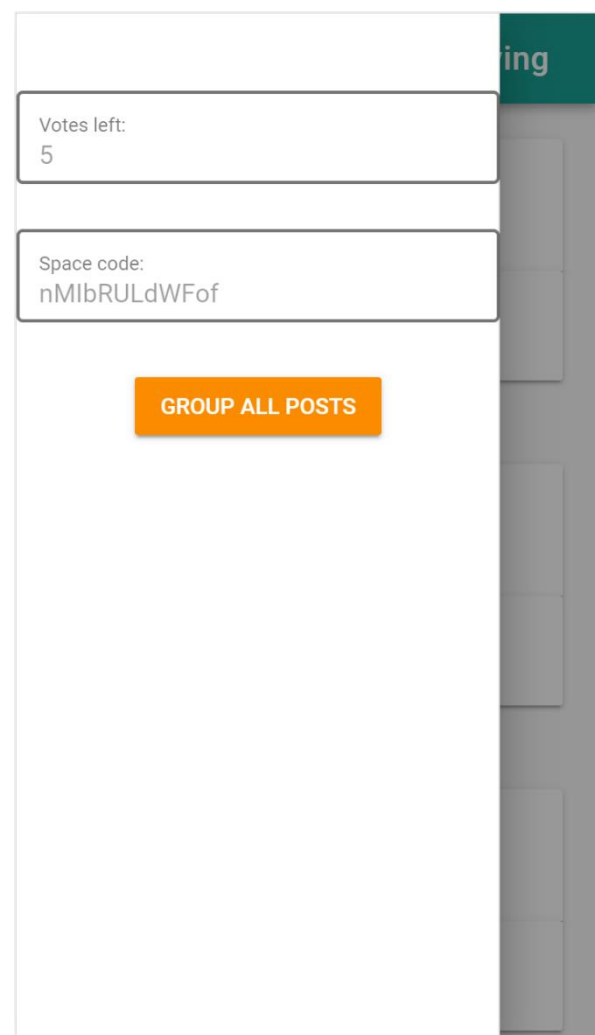 ing
Votes left:
5
Space code:
nMIbRULdWFof
GROUP ALL POSTS